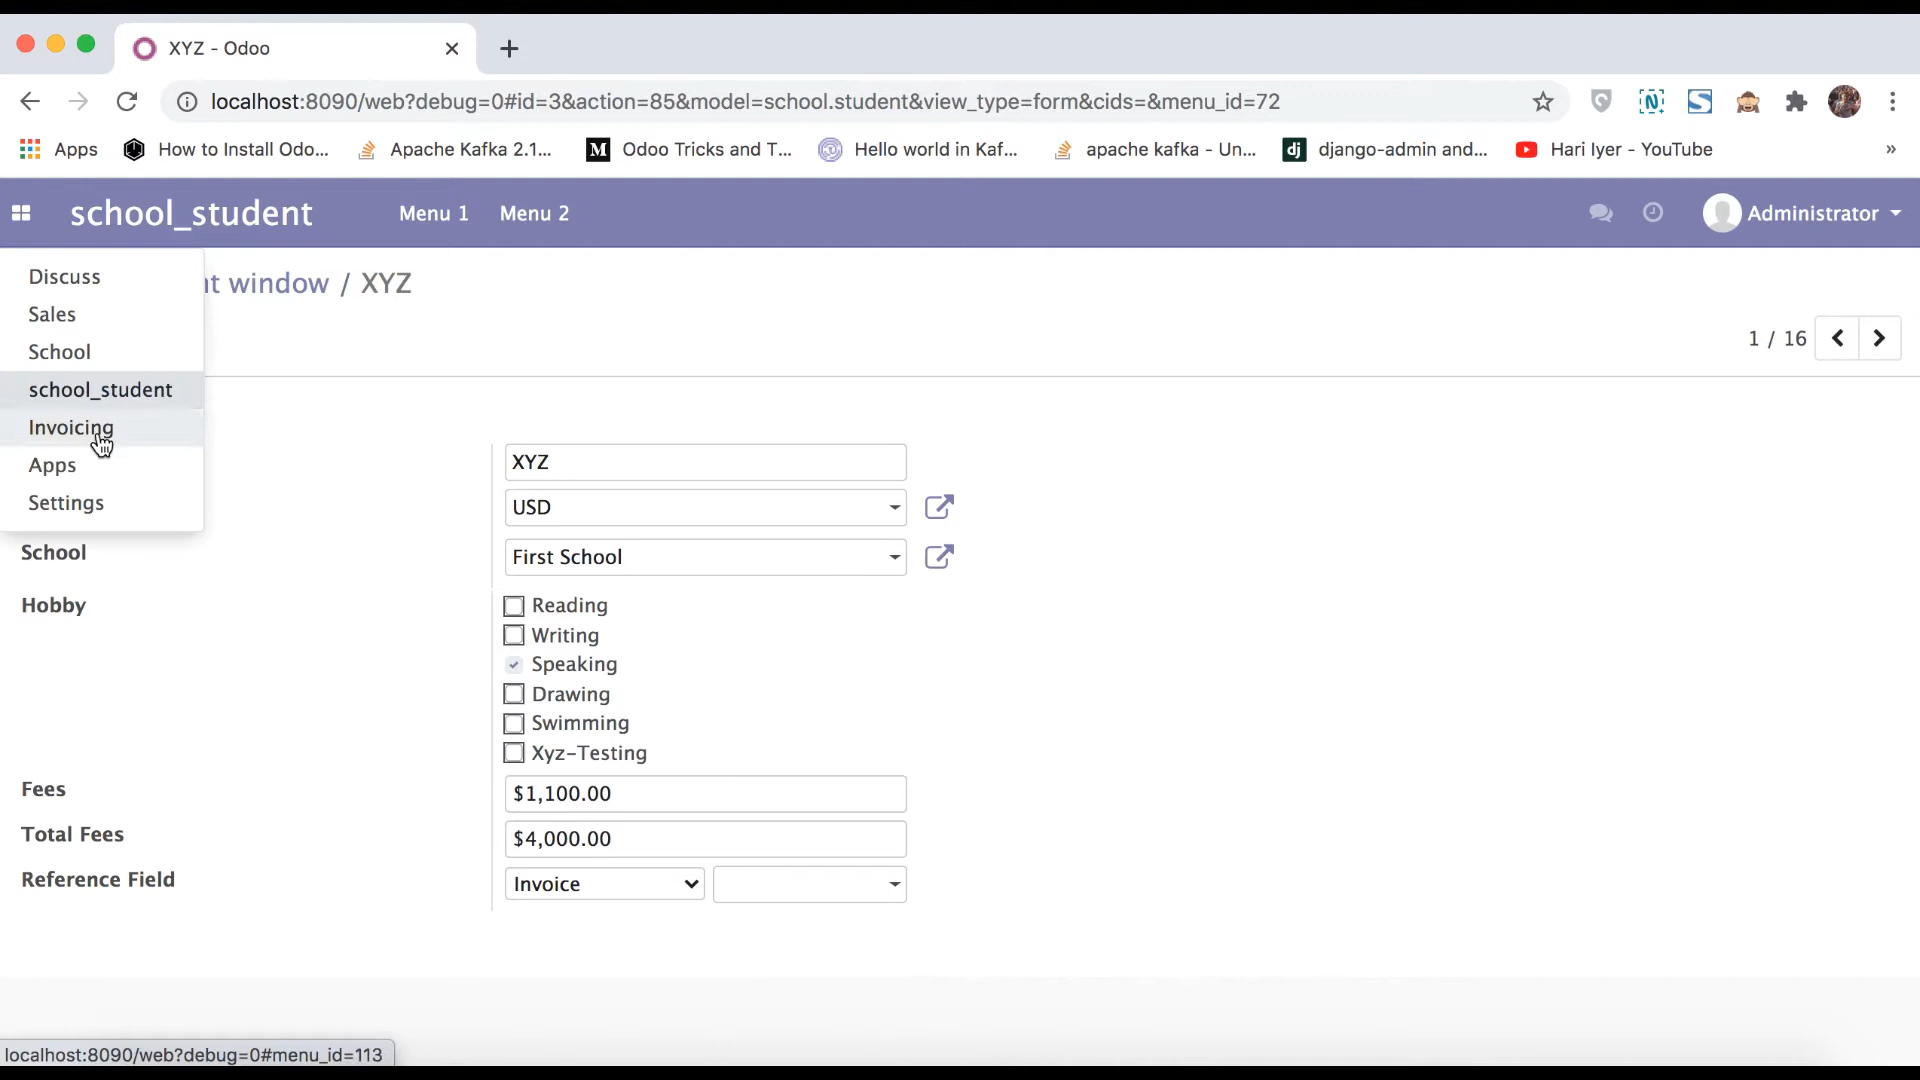 XYZ - Odoo
localhost:8090/web?debug=0#id=3&action=85&model=school.student&view_type=form&cids=&menu_id=72
Apps
How to Install Odo...
Apache Kafka 2.1...
Odoo Tricks and T...
Hello world in Kaf...
apache kafka - Un...
dj
django-admin and...
Hari Iyer - YouTube
»
school_student
Menu 1
Menu 2
Administrator
nt window / XYZ
Discuss
Sales
School
school_student
Invoicing
Apps
Settings
1 / 16
XYZ
USD
School
First School
Hobby
Reading
Writing
Speaking
Drawing
Swimming
Xyz-Testing
Fees
$1,100.00
Total Fees
$4,000.00
Reference Field
Invoice
localhost:8090/web?debug=0#menu_id=113